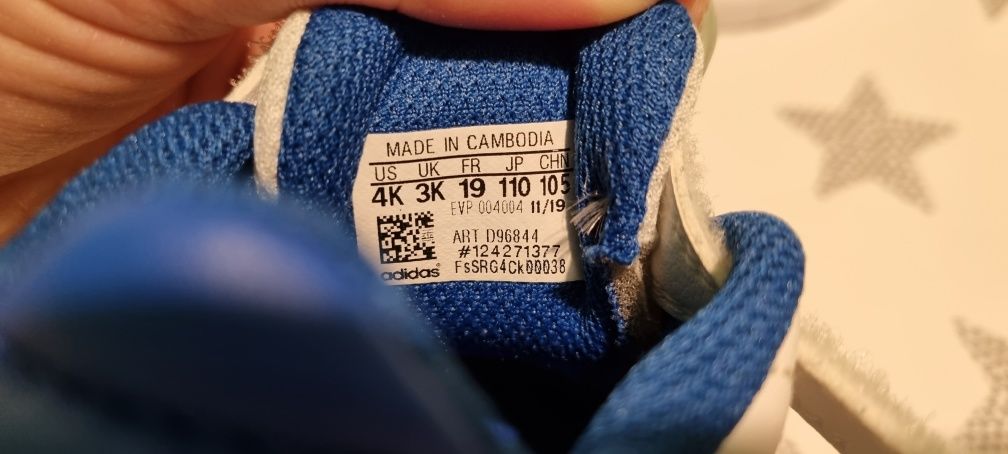 MADE IN CAMBODIA
US UK FR JP CHN
4K 3K 19 110 105
EVP 004004 11/19
ART D96844
#124271377
FsSRG4Ck00038
adidas